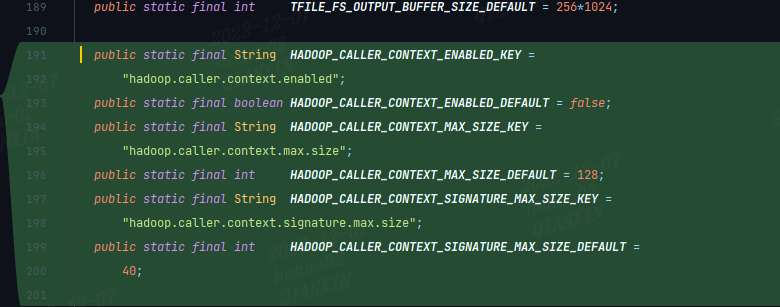 189 public static final int TFILE_FS_OUTPUT_BUFFER_SIZE_DEFAULT = 256*1024;
190
191 public static final String HADOOP_CALLER_CONTEXT_ENABLED_KEY =
192 "hadoop.caller.context.enabled";
193 public static final boolean HADOOP_CALLER_CONTEXT_ENABLED_DEFAULT = false;
194 public static final String HADOOP_CALLER_CONTEXT_MAX_SIZE_KEY =
195 "hadoop.caller.context.max.size";
196 public static final int HADOOP_CALLER_CONTEXT_MAX_SIZE_DEFAULT = 128;
197 public static final String HADOOP_CALLER_CONTEXT_SIGNATURE_MAX_SIZE_KEY =
198 "hadoop.caller.context.signature.max.size";
199 public static final int HADOOP_CALLER_CONTEXT_SIGNATURE_MAX_SIZE_DEFAULT =
200 40;
201